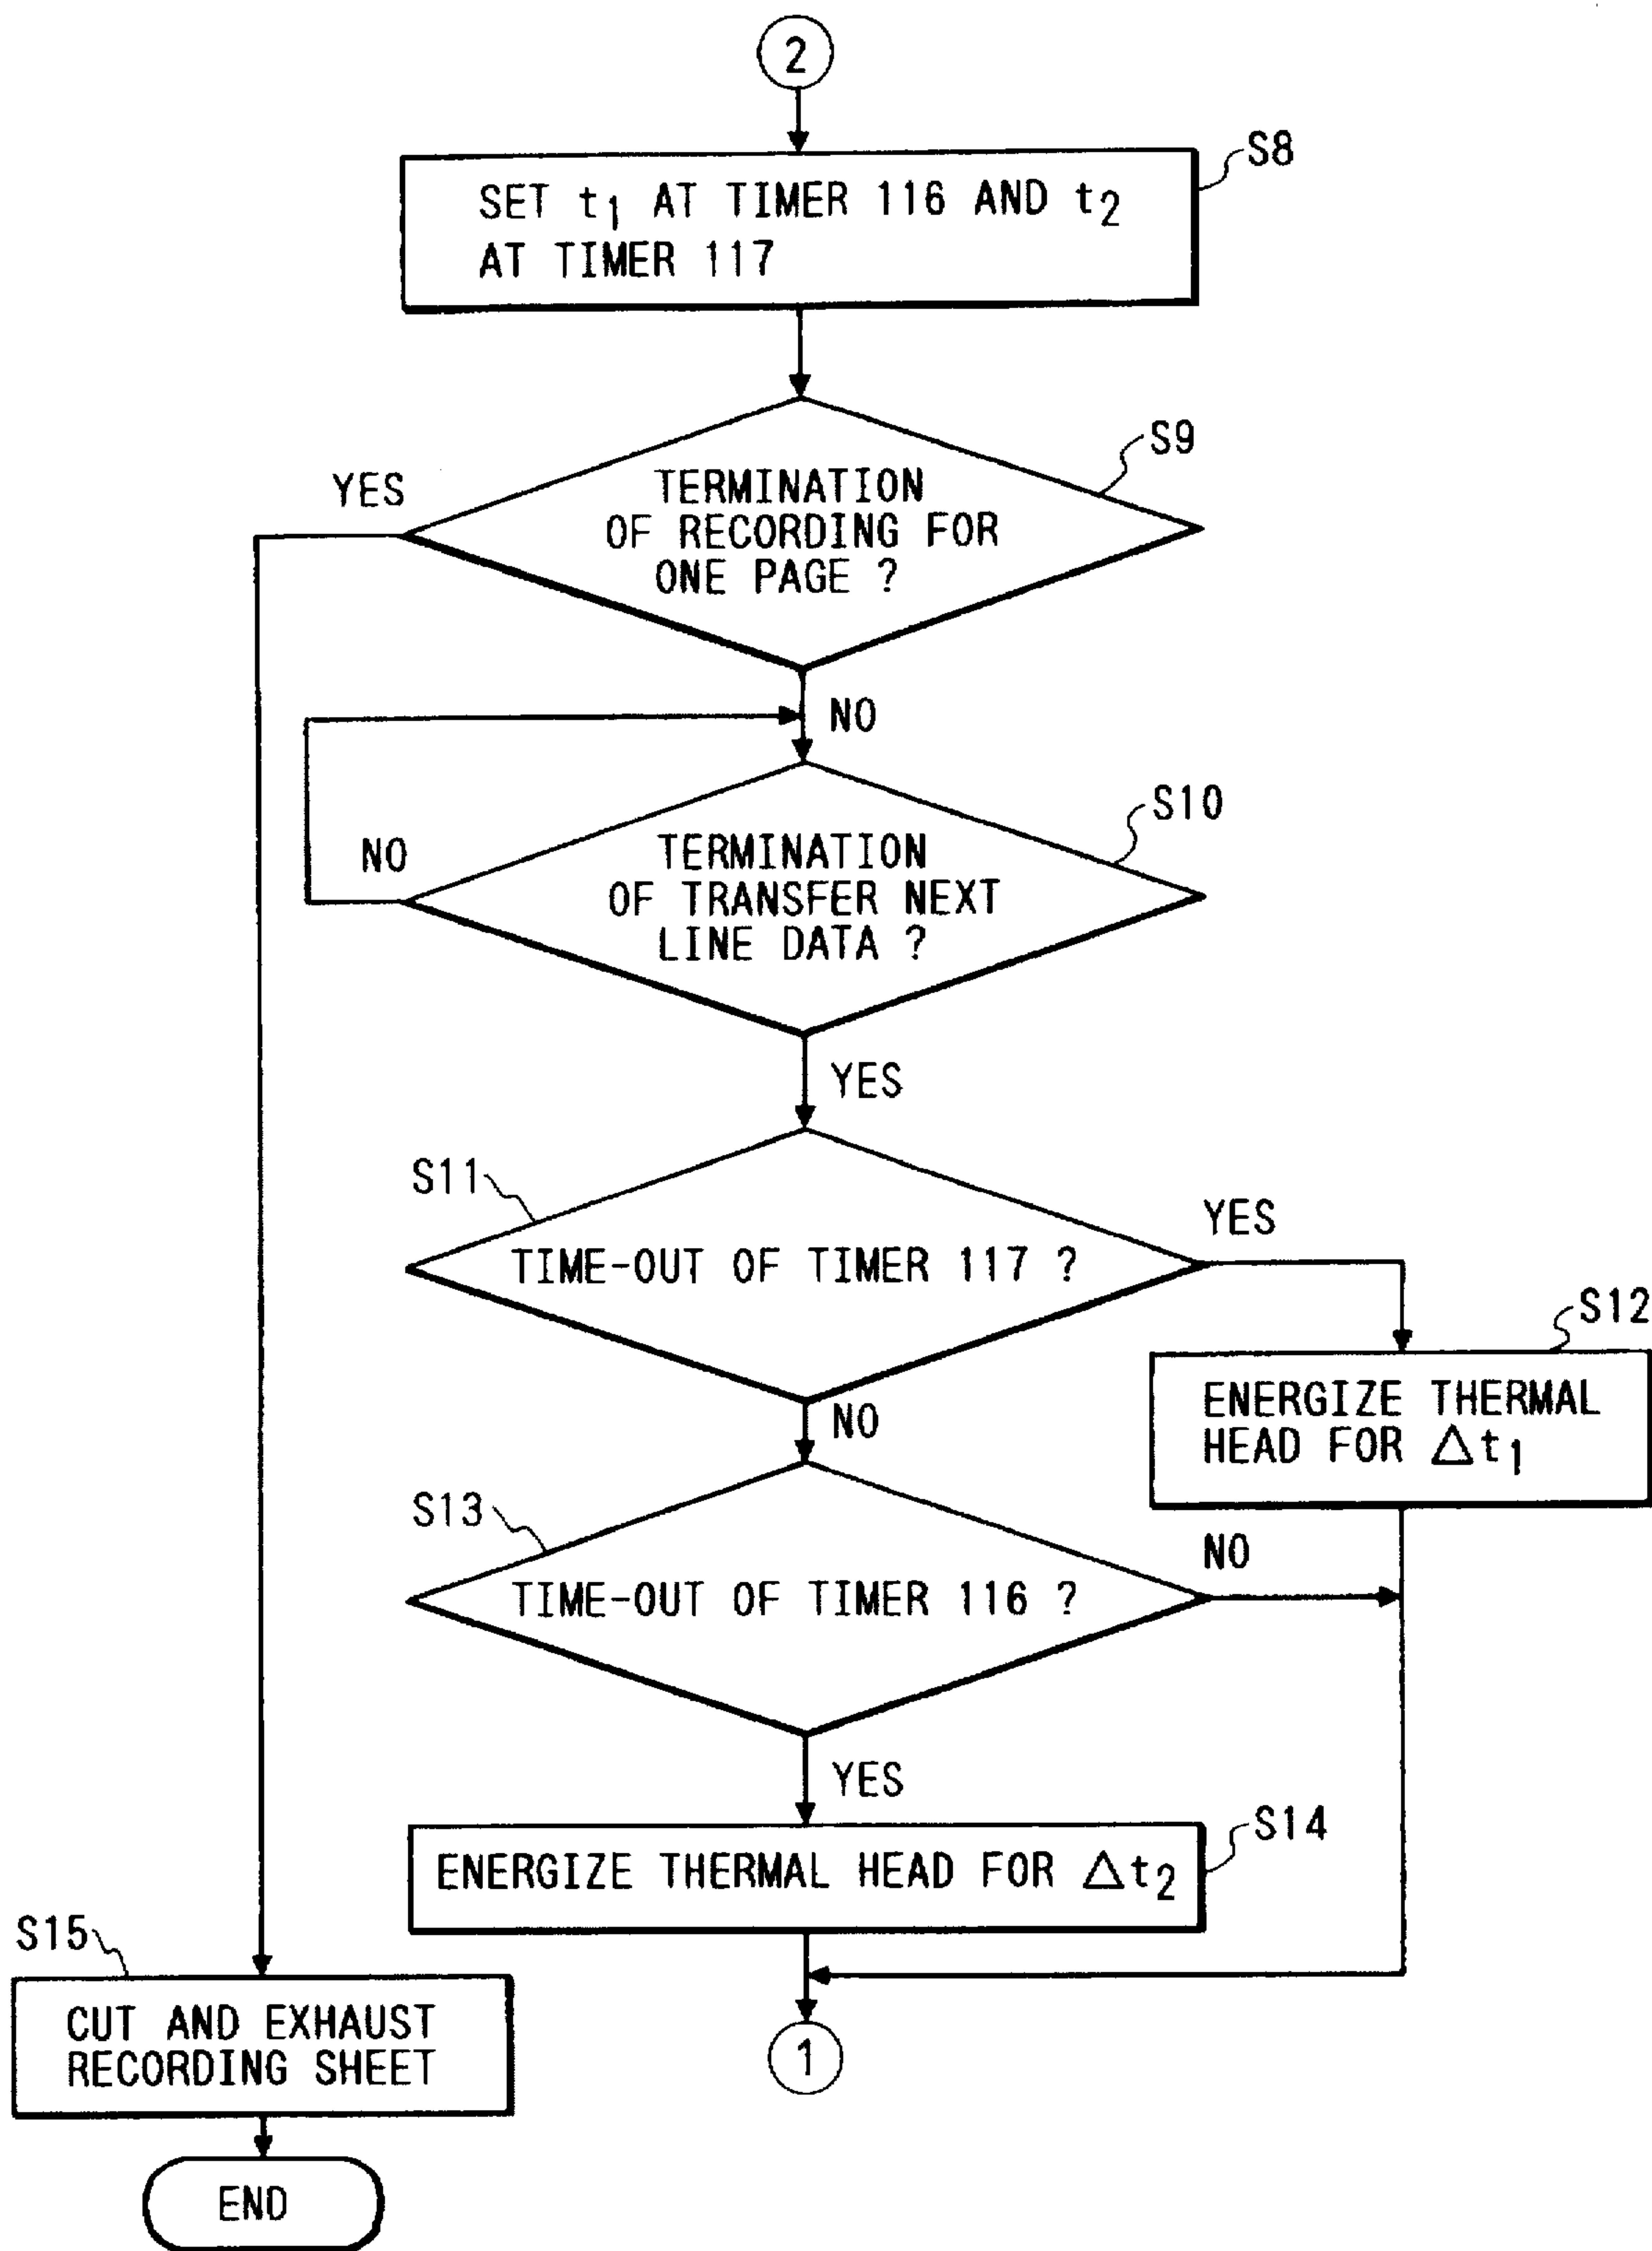 2
S8
SET t1 AT TIMER 116 AND t2
AT TIMER 117
S9
YES
TERMINATION
OF RECORDING FOR
ONE PAGE ?
NO
S10
NO
TERMINATION
OF TRANSFER NEXT
LINE DATA ?
YES
S11
YES
TIME-OUT OF TIMER 117 ?
S12
ENERGIZE THERMAL
HEAD FOR △t1
NO
S13
NO
TIME-OUT OF TIMER 116 ?
YES
S14
ENERGIZE THERMAL HEAD FOR △t2
S15
CUT AND EXHAUST
RECORDING SHEET
1
END